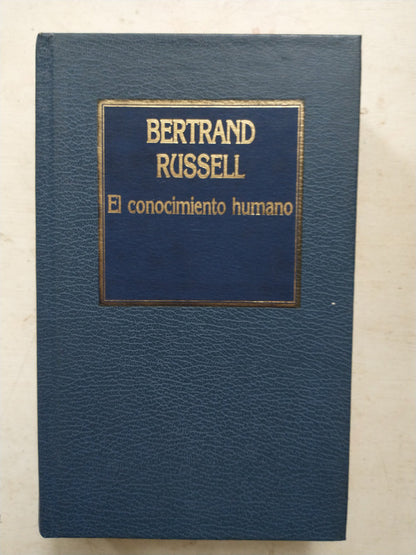 BERTRAND
RUSSELL
El conocimiento humano